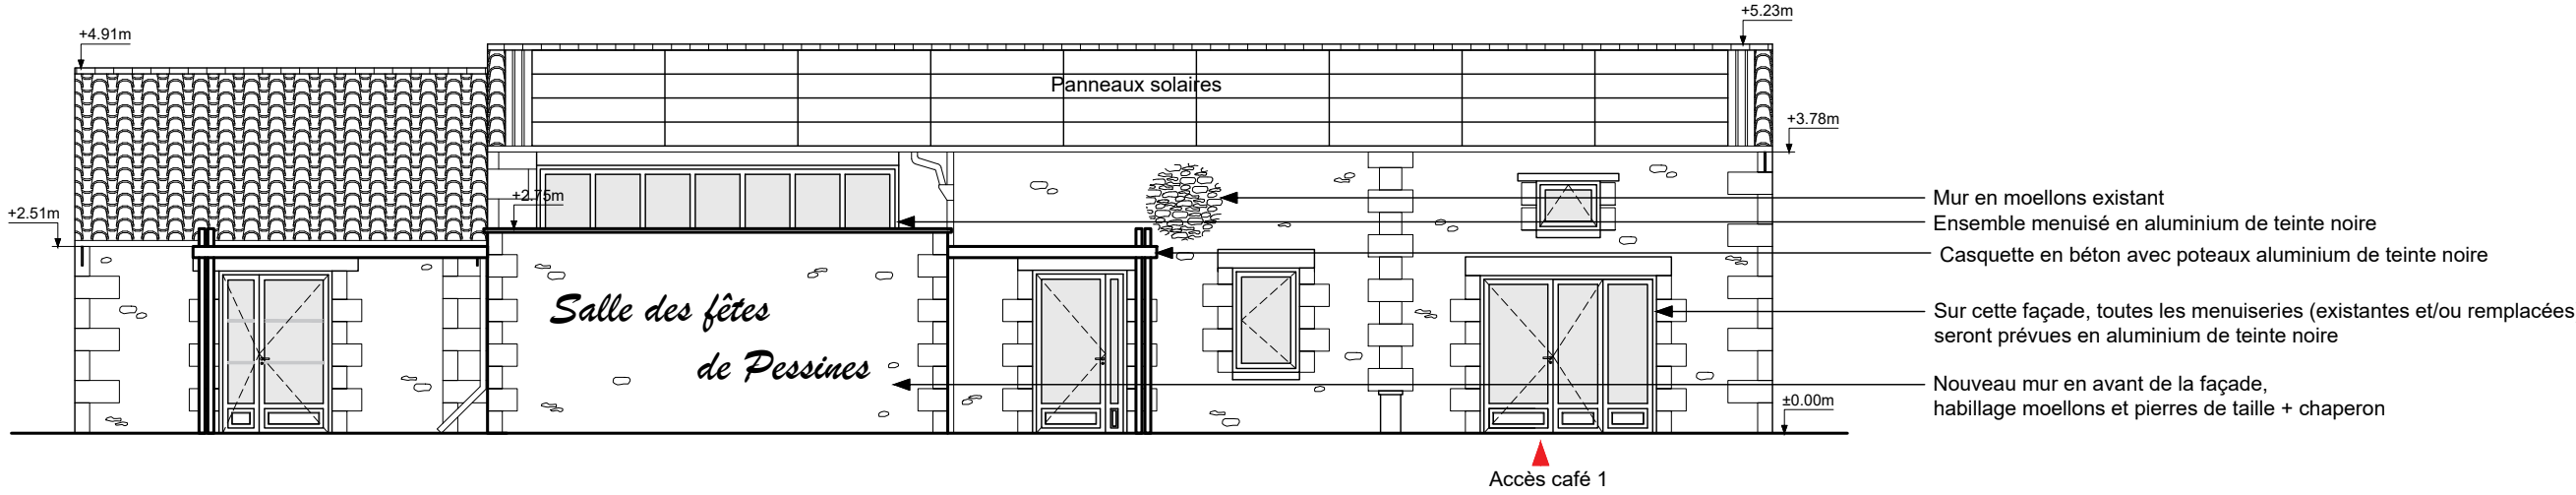 +5.23m
+4.91m
Panneaux solaires
+3.78m
+2.75m
+2.51m
Mur en moellons existant
Ensemble menuisé en aluminium de teinte noire
Casquette en béton avec poteaux aluminium de teinte noire
Salle des fêtes
de Pessines
Sur cette façade, toutes les menuiseries (existantes et/ou remplacées
seront prévues en aluminium de teinte noire
Nouveau mur en avant de la façade,
habillage moellons et pierres de taille + chaperon
±0.00m
Accès café 1